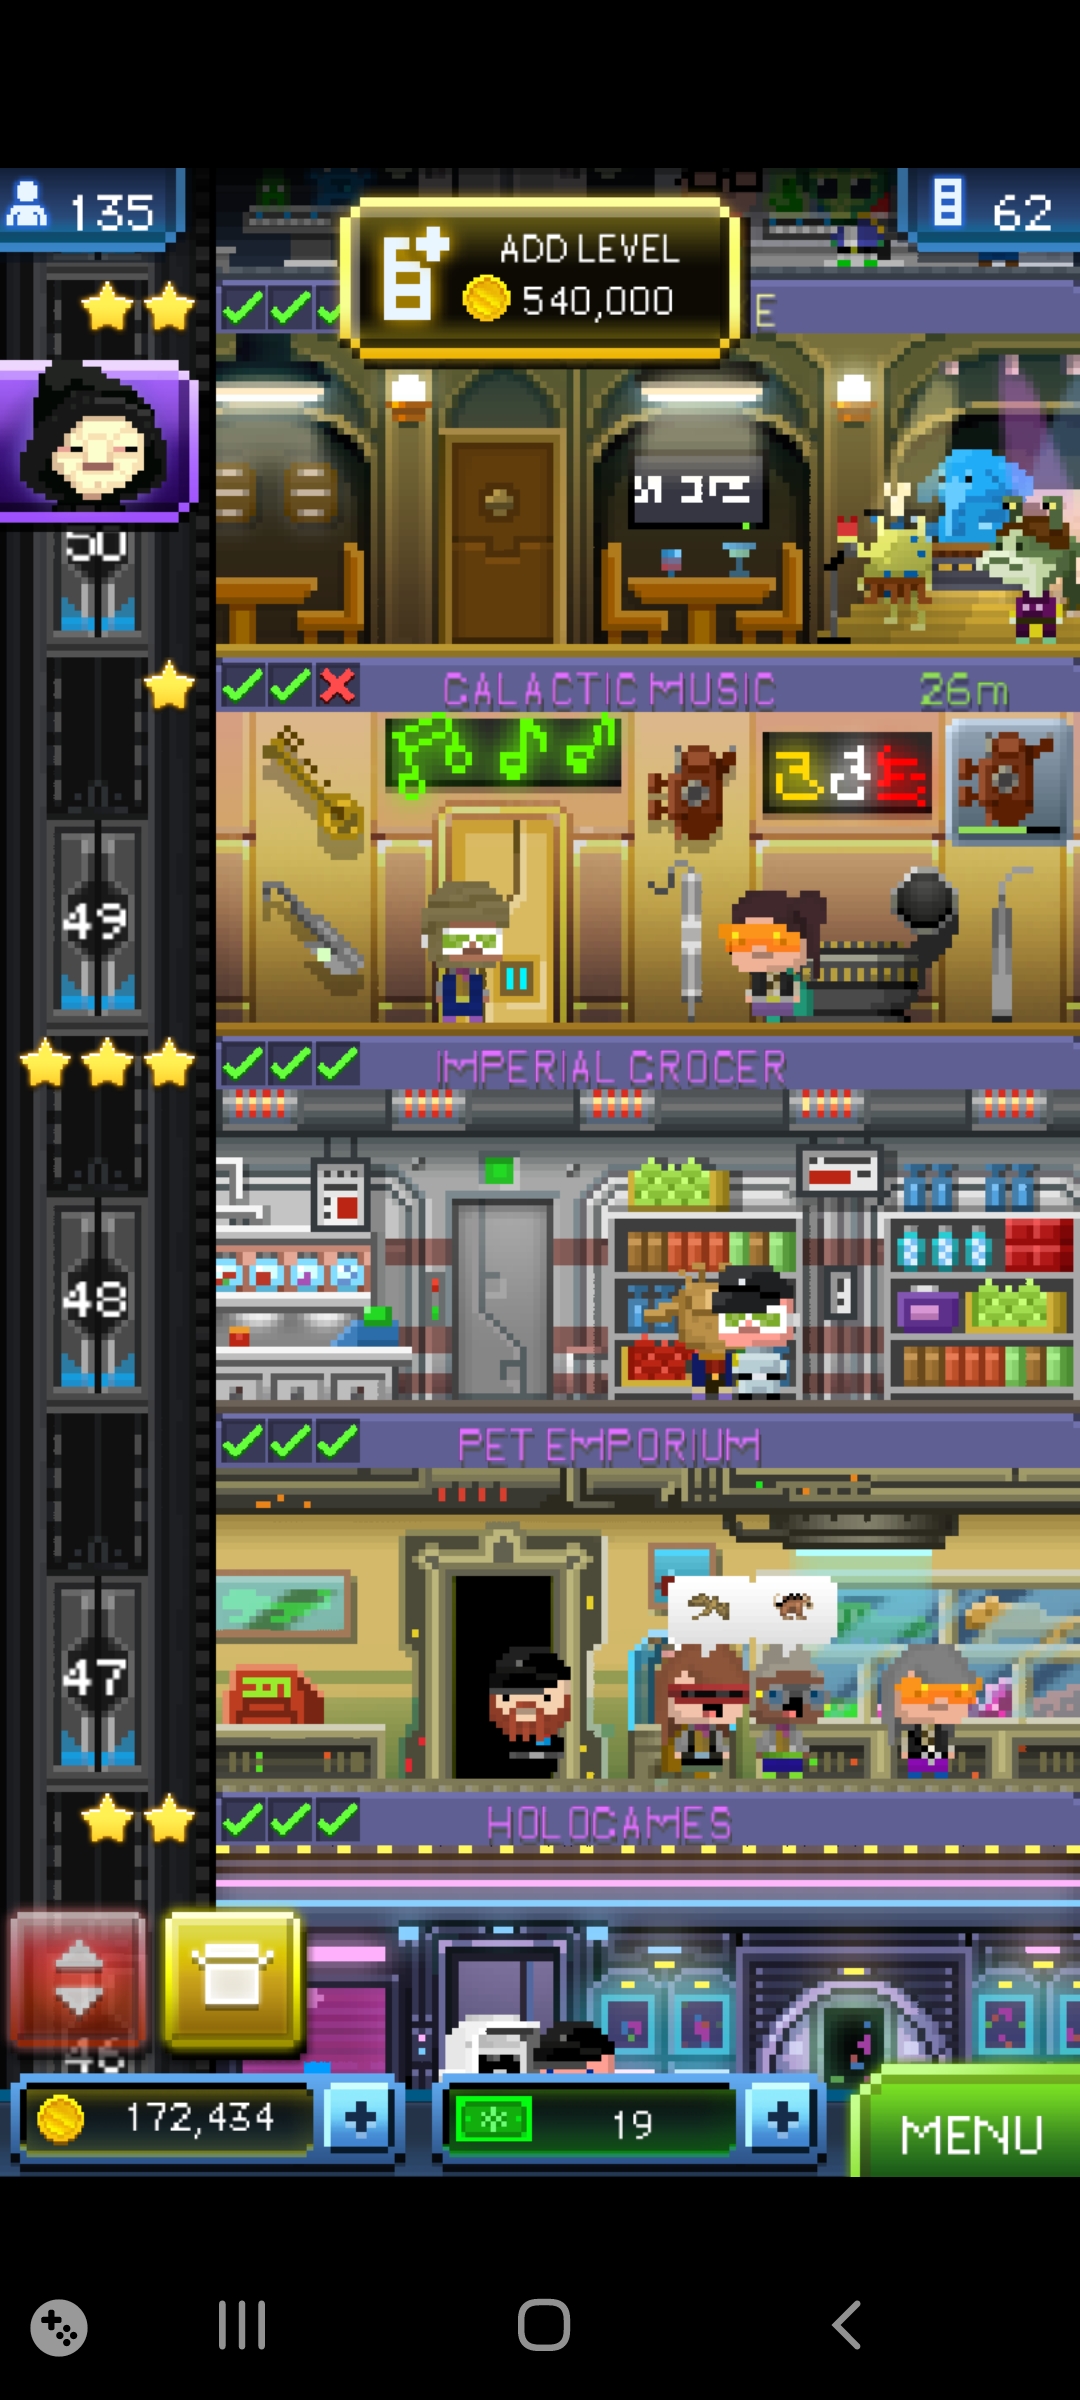 135
ADD LEVEL
540,000
62
E
50
GALACTIC MUSIC 26m
49
IMPERIAL GROCER
48
PET EMPORIUM
47
HOLOGAMES
46
172,434
19
MENU